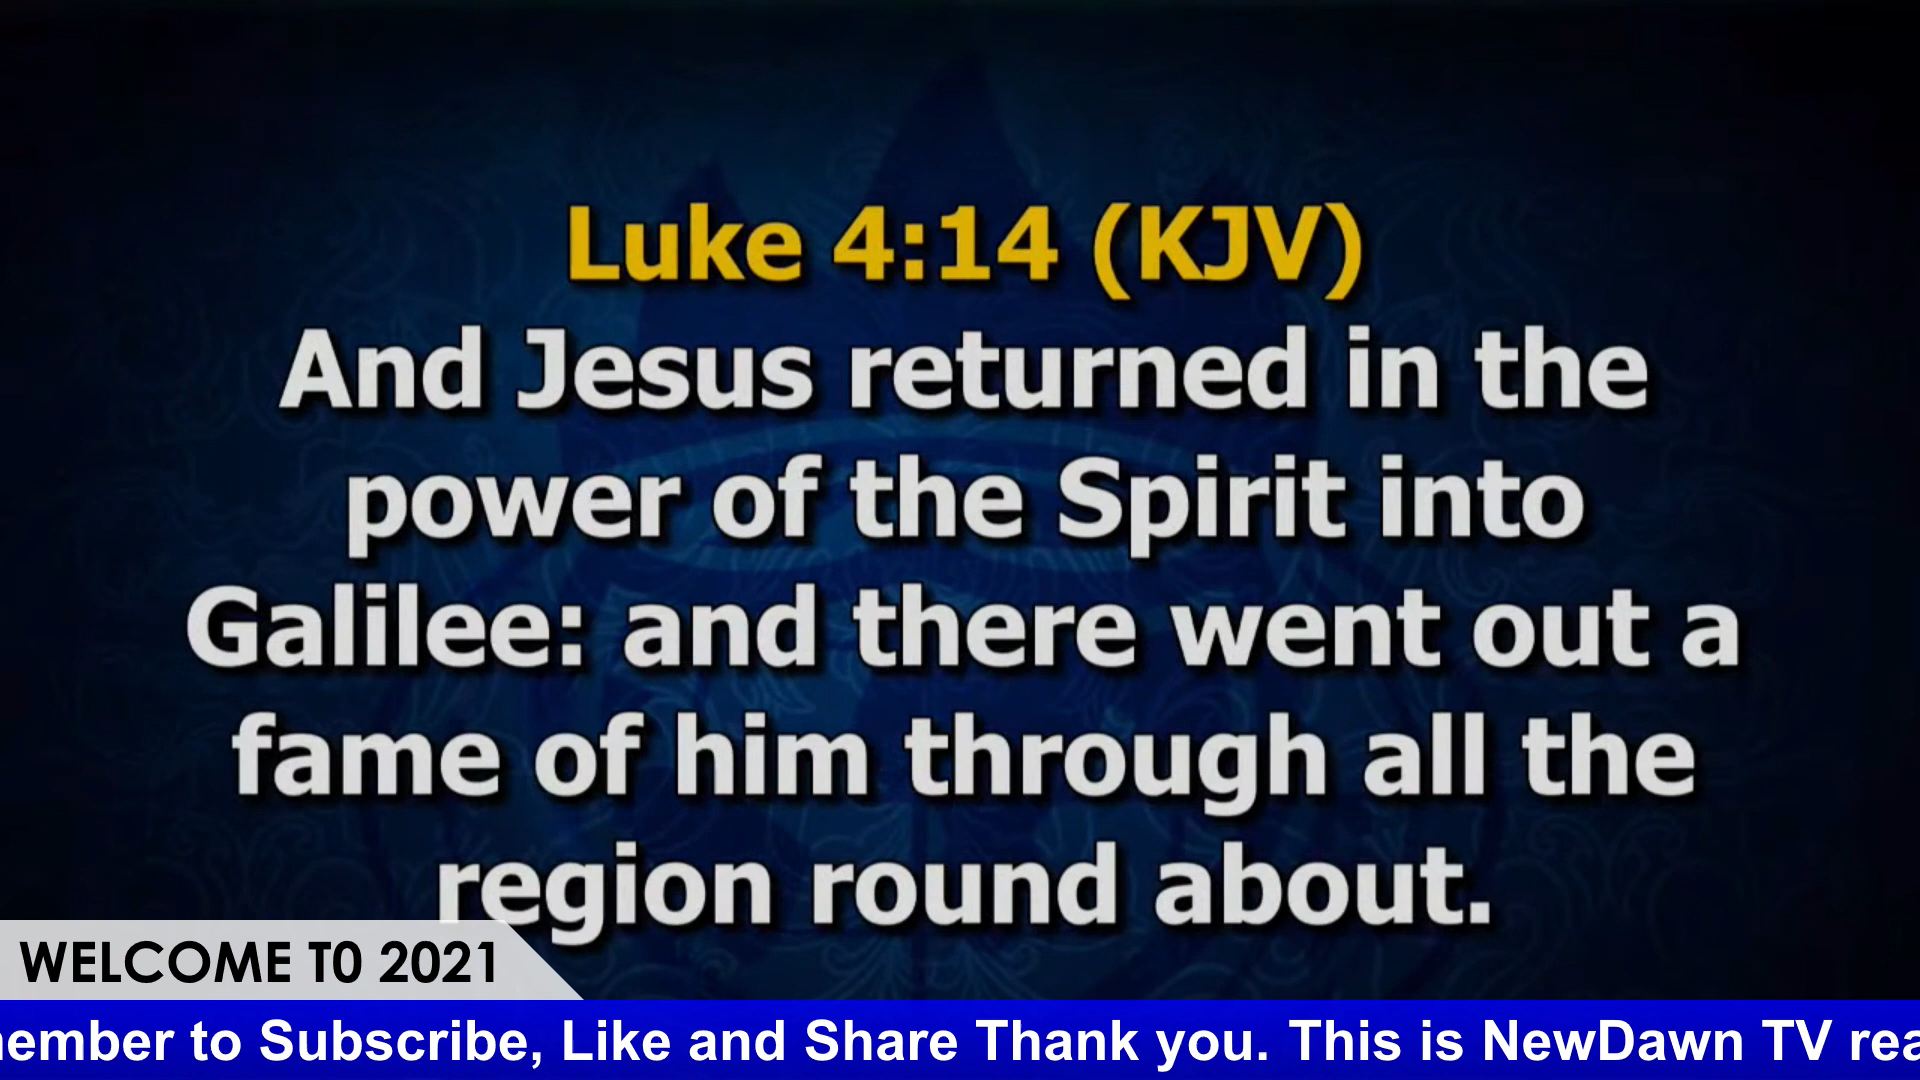 Luke 4:14 (KJV)
And Jesus returned in the
power of the Spirit into
Galilee: and there went out a
fame of him through all the
region round about.
WELCOME T0 2021
to Subscribe, Like and Share Thank you. This is NewDawn TV